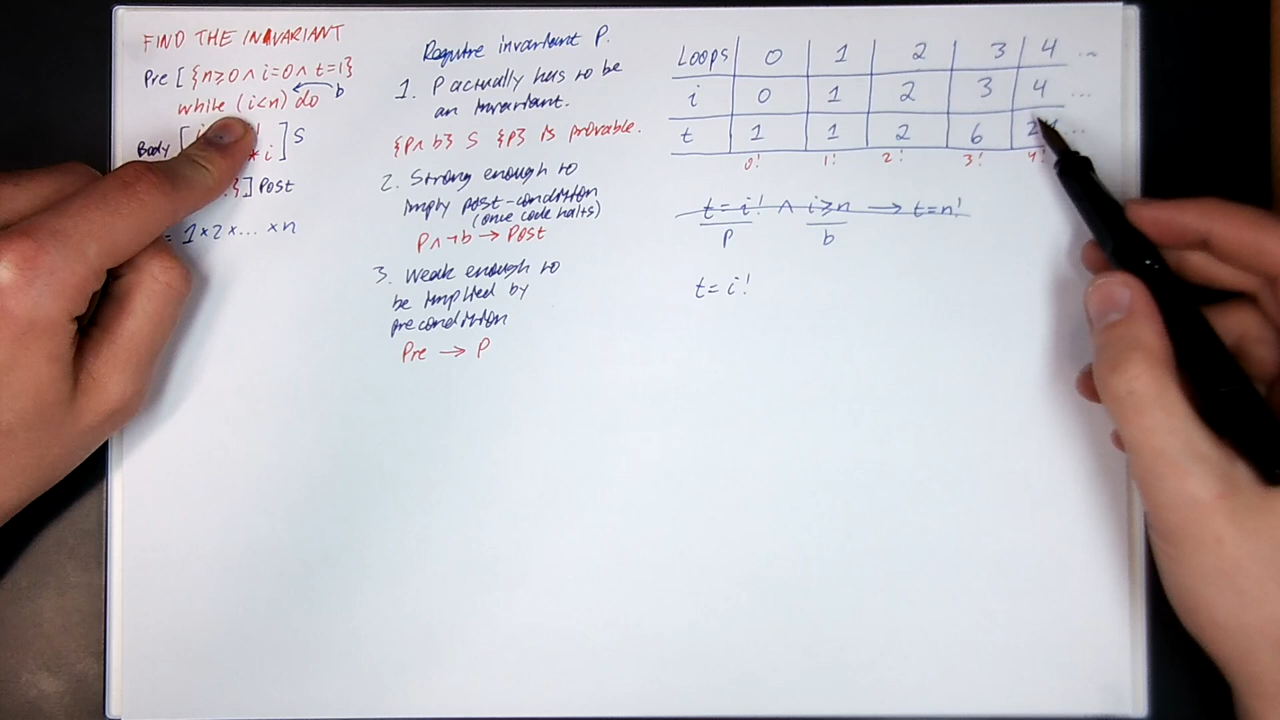 FIND THE INVARIANT
Pre [ {n≥0 ∧ i=0 ∧ t=1}
while (i<n) do
b
Body [
* i ] S
}] Post
= 1×2×... ×n
Require invariant P.
1. P actually has to be
an invariant.
{P∧b} S {P} is provable.
2. Strong enough to
imply post-condition
(once code halts)
P∧¬b → Post
3. Weak enough to
be implied by
precondition
Pre → P
Loops 0 1 2 3 4 ...
i 0 1 2 3 4 ...
t 1 1 2 6 ...
0! 1! 2! 3! 4!
t=i! ∧ i≥n → t=n!
P b
t=i!